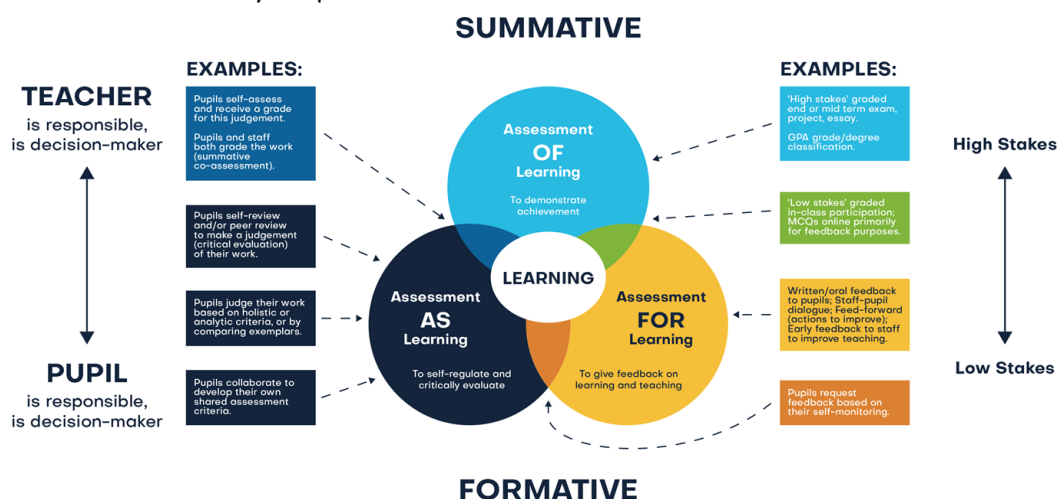 SUMMATIVE
EXAMPLES:
TEACHER
is responsible,
is decision-maker
PUPIL
is responsible,
is decision-maker
Pupils self-assess
and receive a grade
for this judgement.
Pupils and staff
both grade the work
(summative
co-assessment).
Pupils self-review
and/or peer review
to make a judgement
(critical evaluation)
of their work.
Pupils judge their work
based on holistic or
analytic criteria, or by
comparing exemplars.
Pupils collaborate to
develop their own
shared assessment
criteria.
Assessment
OF
Learning
To demonstrate
achievement
LEARNING
Assessment
AS
Learning
To self-regulate and
critically evaluate
Assessment
FOR
Learning
To give feedback on
learning and teaching
EXAMPLES:
'High stakes' graded
end or mid term exam,
project, essay.
GPA grade/degree
classification.
'Low stakes' graded
in-class participation;
MCQs online primarily
for feedback purposes.
Written/oral feedback
to pupils; Staff-pupil
dialogue; Feed-forward
(actions to improve);
Early feedback to staff
to improve teaching.
Pupils request
feedback based on
their self-monitoring.
High Stakes
Low Stakes
FORMATIVE